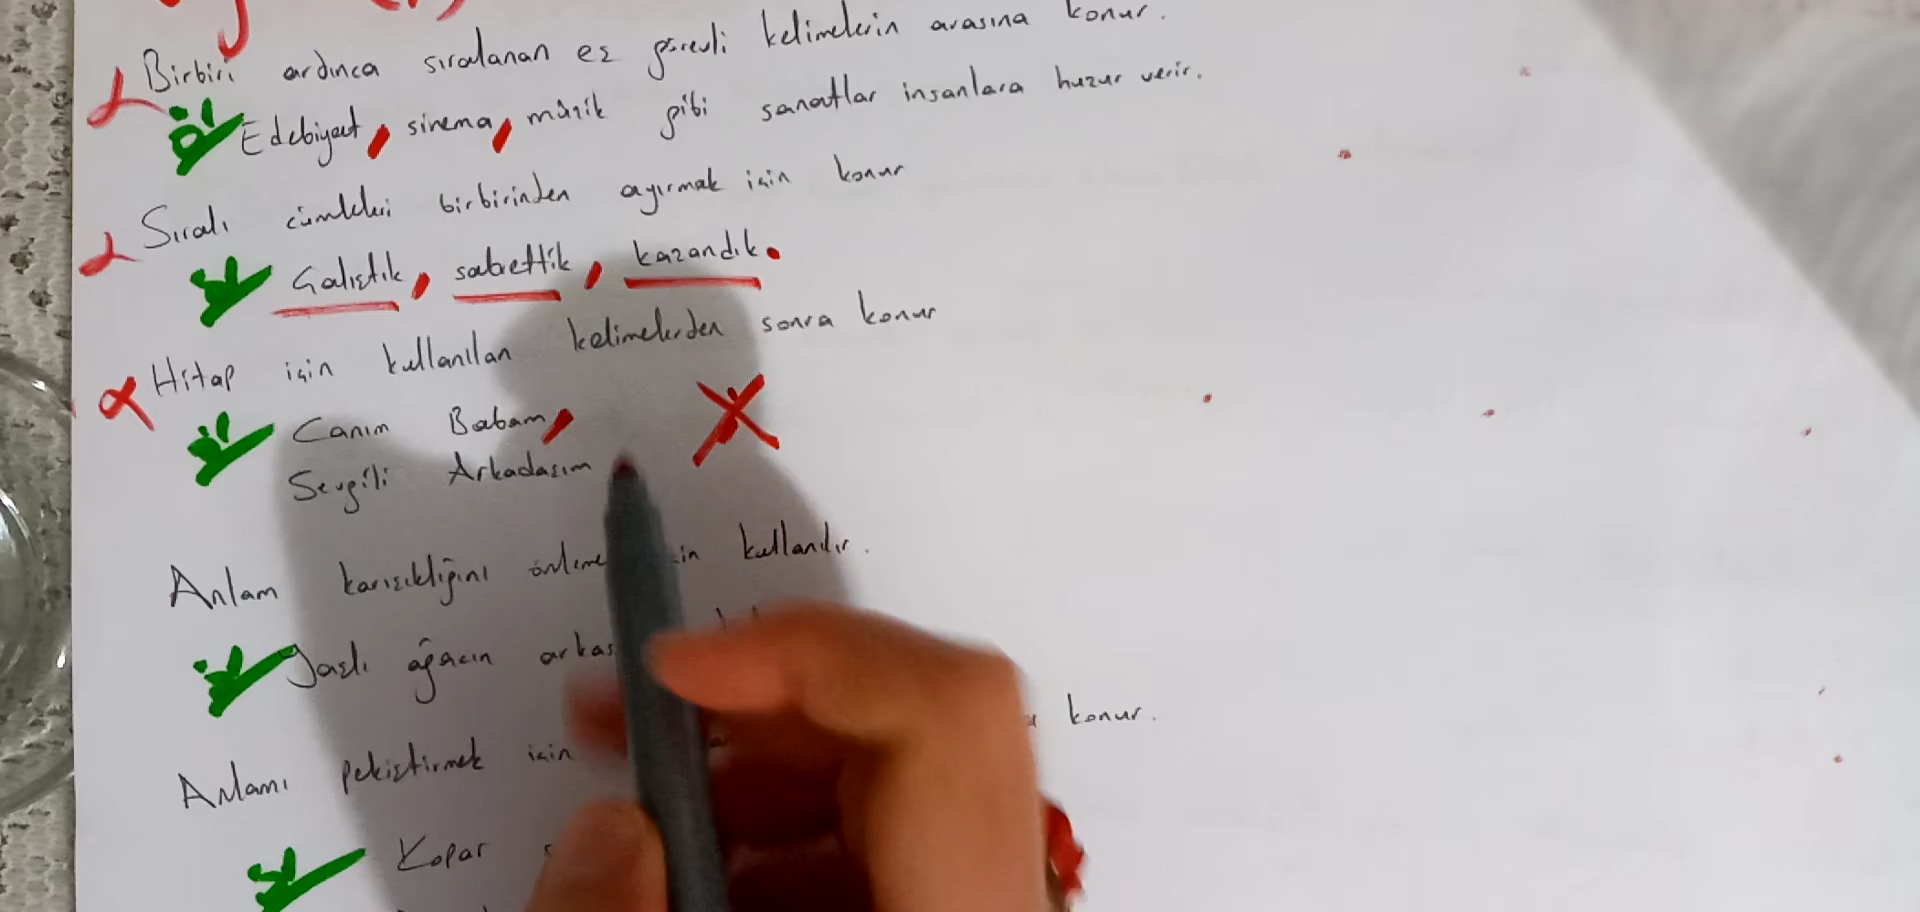 Birbiri ardınca sıralanan eş görevli kelimelerin arasına konur.
Edebiyat, sinema, müzik gibi sanatlar insanlara huzur verir.
Sıralı cümleleri birbirinden ayırmak için konur
Çalıştık, sabrettik, kazandık.
Hitap için kullanılan kelimelerden sonra konur
Canım Babam,
Sevgili Arkadaşım
Anlam karışıklığını için kullanılır.
Yaşlı ağacın
Anlamı pekiştirmek için konur.
Kopar